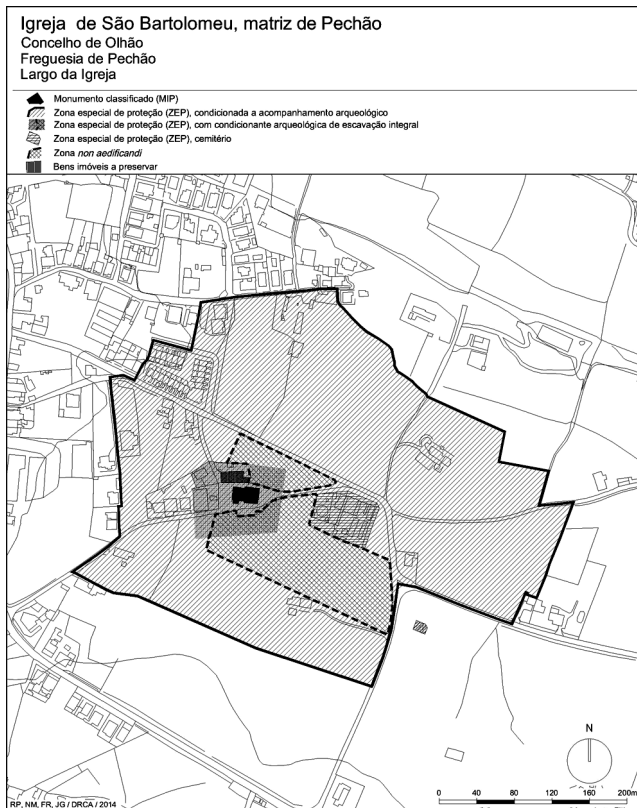 Igreja de São Bartolomeu, matriz de Pechão
Concelho de Olhão
Freguesia de Pechão
Largo da Igreja
Monumento classificado (MIP)
Zona especial de proteção (ZEP), condicionada a acompanhamento arqueológico
Zona especial de proteção (ZEP), com condicionante arqueológica de escavação integral
Zona especial de proteção (ZEP), cemitério
Zona non aedificandi
Bens imóveis a preservar
N
0 40 80 120 160 200m
RP, NM, FR, JG / DRCA / 2014